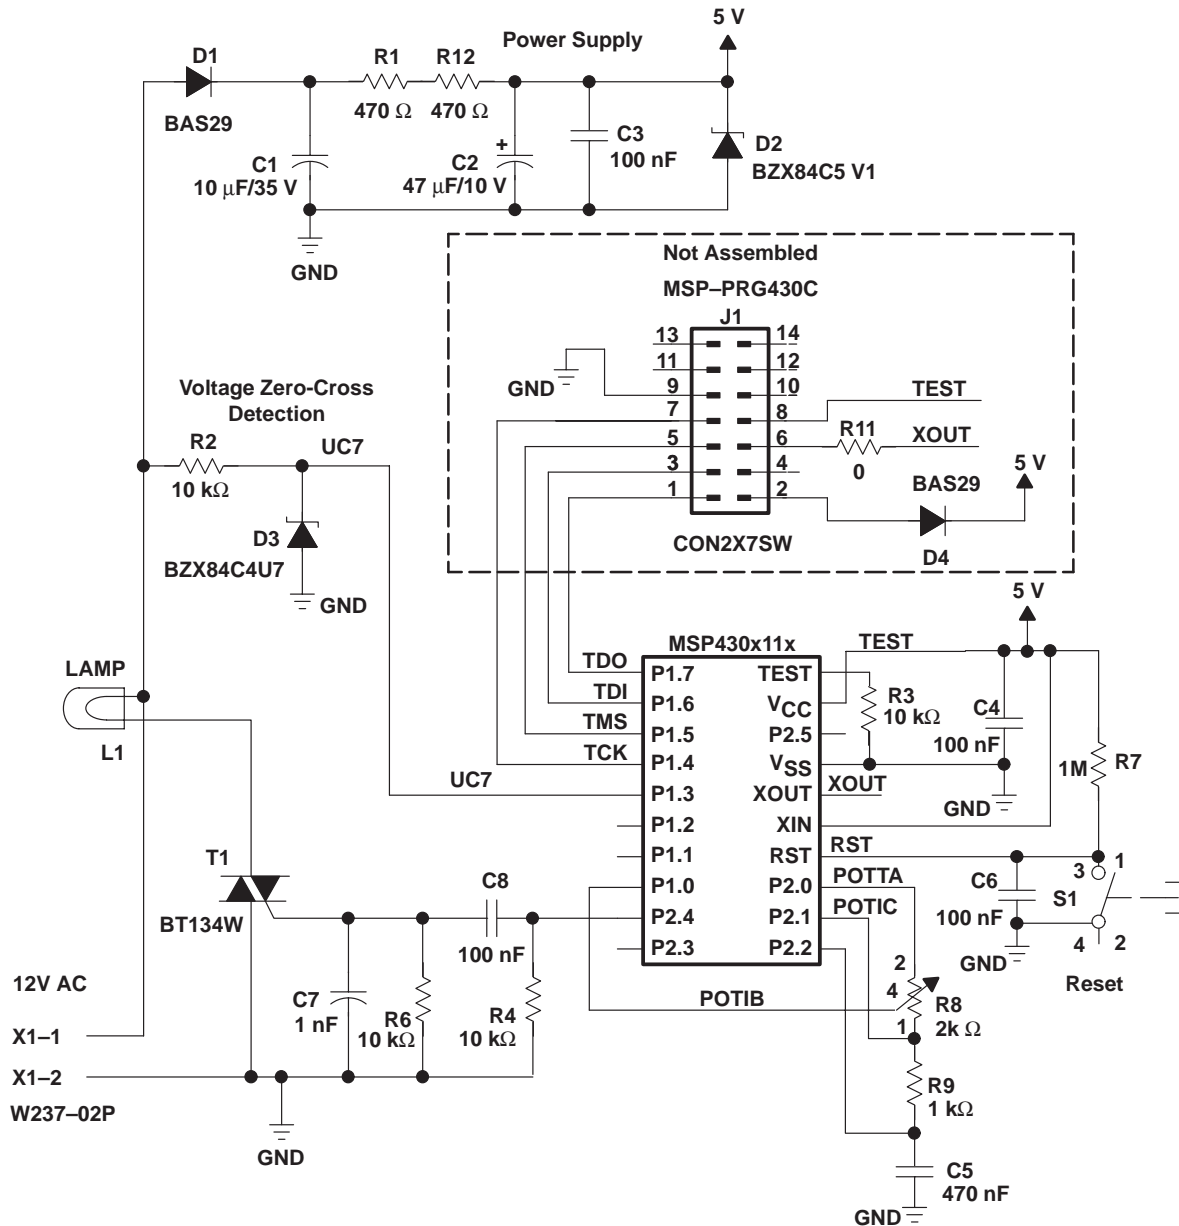 5 V
Power Supply
D1
R1
R12
470 Ω
470 Ω
BAS29
C1
10 μF/35 V
+
C2
47 μF/10 V
C3
100 nF
D2
BZX84C5 V1
GND
Not Assembled
MSP–PRG430C
J1
13
14
11
12
GND
9
10
7
8
TEST
5
6
R11
XOUT
0
3
4
1
2
BAS29
5 V
D4
CON2X7SW
Voltage Zero-Cross
Detection
R2
UC7
10 kΩ
D3
BZX84C4U7
GND
5 V
LAMP
L1
MSP430x11x
TEST
TDO
P1.7
TEST
TDI
P1.6
VCC
TMS
P1.5
P2.5
TCK
P1.4
VSS
UC7
P1.3
XOUT
XOUT
P1.2
XIN
P1.1
RST
RST
P1.0
P2.0
POTTA
P2.4
P2.1
POTIC
P2.3
P2.2
R3
10 kΩ
C4
100 nF
GND
1M
R7
C6
100 nF
GND
3
1
S1
4
2
Reset
T1
BT134W
C8
100 nF
C7
1 nF
R6
10 kΩ
R4
10 kΩ
POTIB
2
4
R8
2k Ω
1
R9
1 kΩ
C5
470 nF
GND
12V AC
X1–1
X1–2
W237–02P
GND